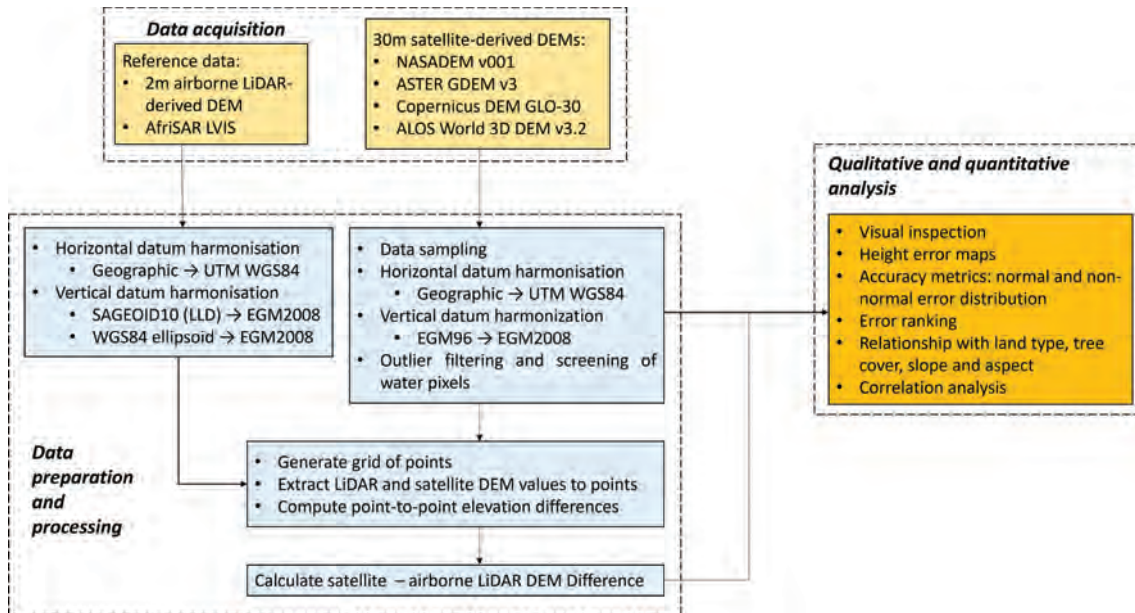 Data acquisition
Reference data:
• 2m airborne LiDAR-
derived DEM
• AfriSAR LVIS
30m satellite-derived DEMs:
• NASADEM v001
• ASTER GDEM v3
• Copernicus DEM GLO-30
• ALOS World 3D DEM v3.2
Qualitative and quantitative
analysis
• Visual inspection
• Height error maps
• Accuracy metrics: normal and non-
normal error distribution
• Error ranking
• Relationship with land type, tree
cover, slope and aspect
• Correlation analysis
• Horizontal datum harmonisation
• Geographic → UTM WGS84
• Vertical datum harmonisation
• SAGEOID10 (LLD) → EGM2008
• WGS84 ellipsoid → EGM2008
• Data sampling
• Horizontal datum harmonisation
• Geographic → UTM WGS84
• Vertical datum harmonization
• EGM96 → EGM2008
• Outlier filtering and screening of
water pixels
Data
preparation
and
processing
• Generate grid of points
• Extract LiDAR and satellite DEM values to points
• Compute point-to-point elevation differences
Calculate satellite – airborne LiDAR DEM Difference